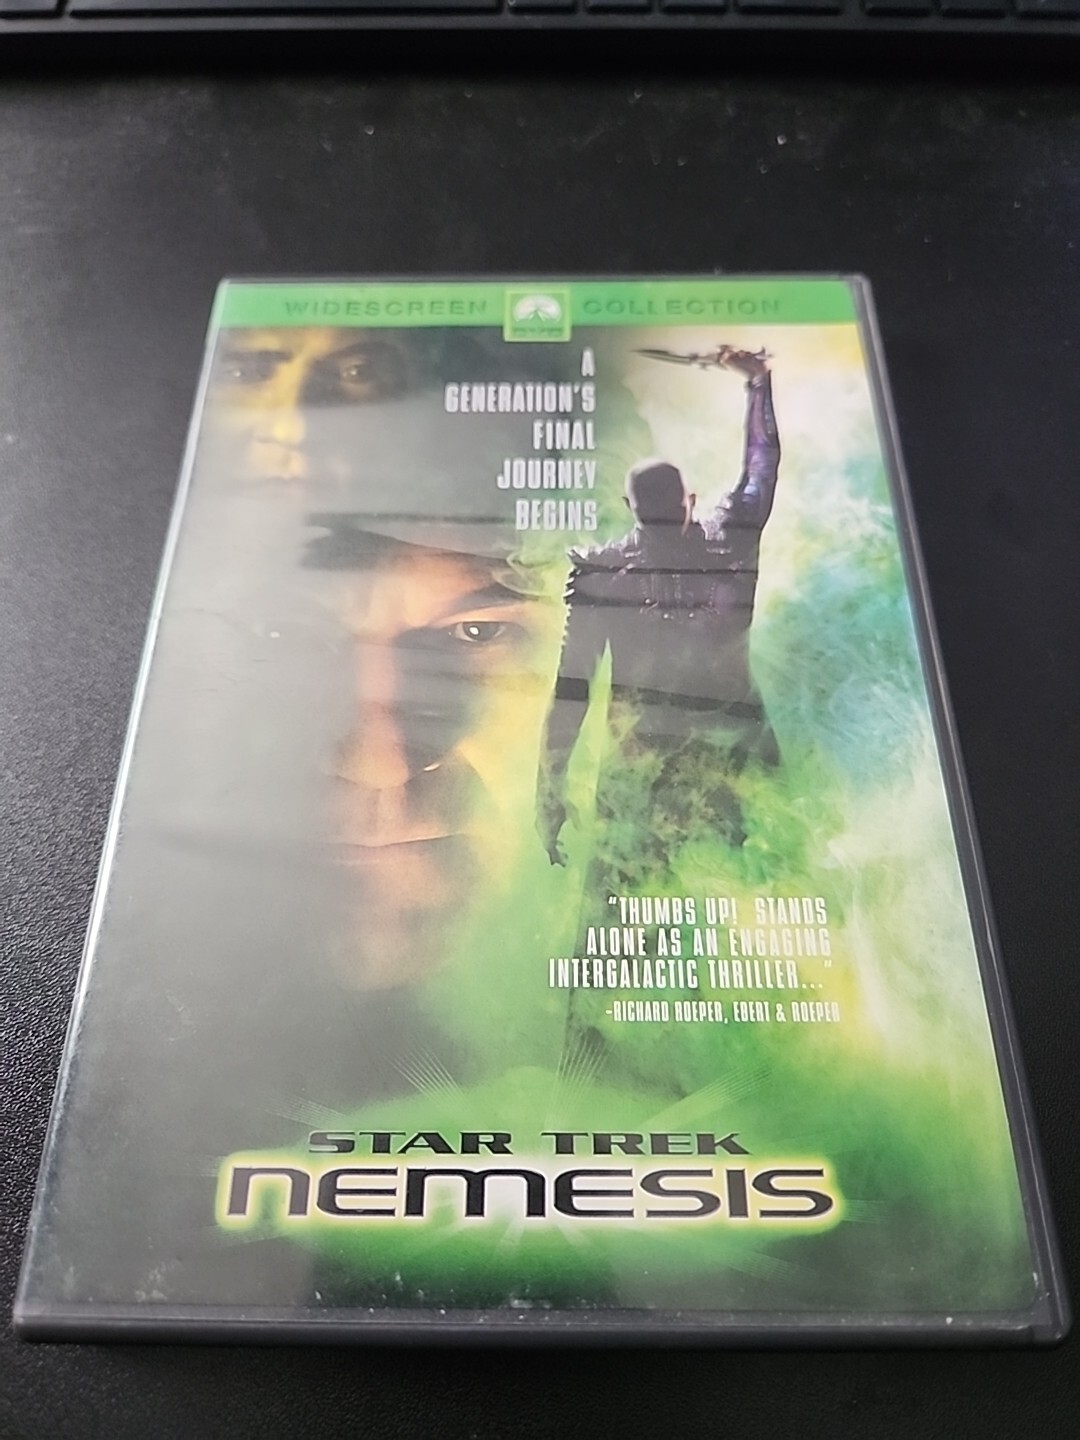 WIDESCREEN COLLECTION
A
GENERATION'S
FINAL
JOURNEY
BEGINS
"THUMBS UP! STANDS
ALONE AS AN ENGAGING
INTERGALACTIC THRILLER..."
-RICHARD ROEPER, EBERT & ROEPER
STAR TREK
NEMESIS